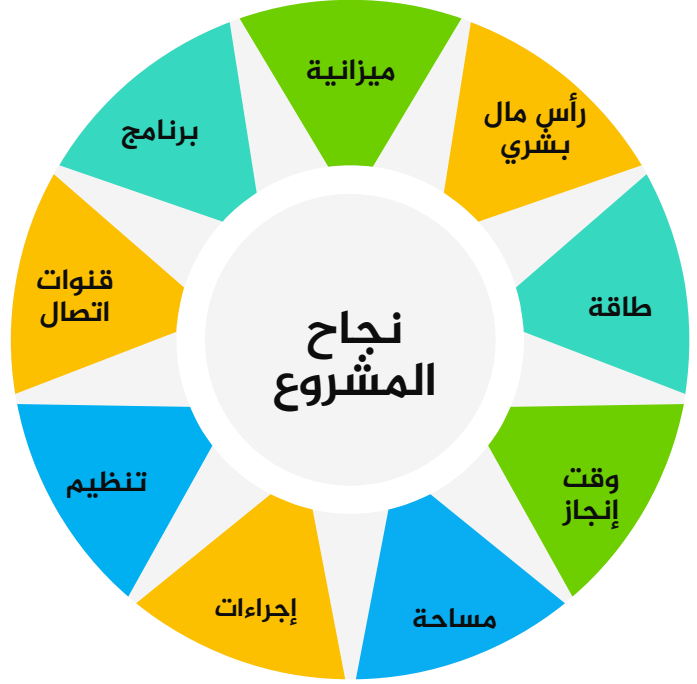 ميزانية
رأس مال
بشري
طاقة
وقت
إنجاز
مساحة
إجراءات
تنظيم
قنوات
اتصال
برنامج
نجاح
المشروع